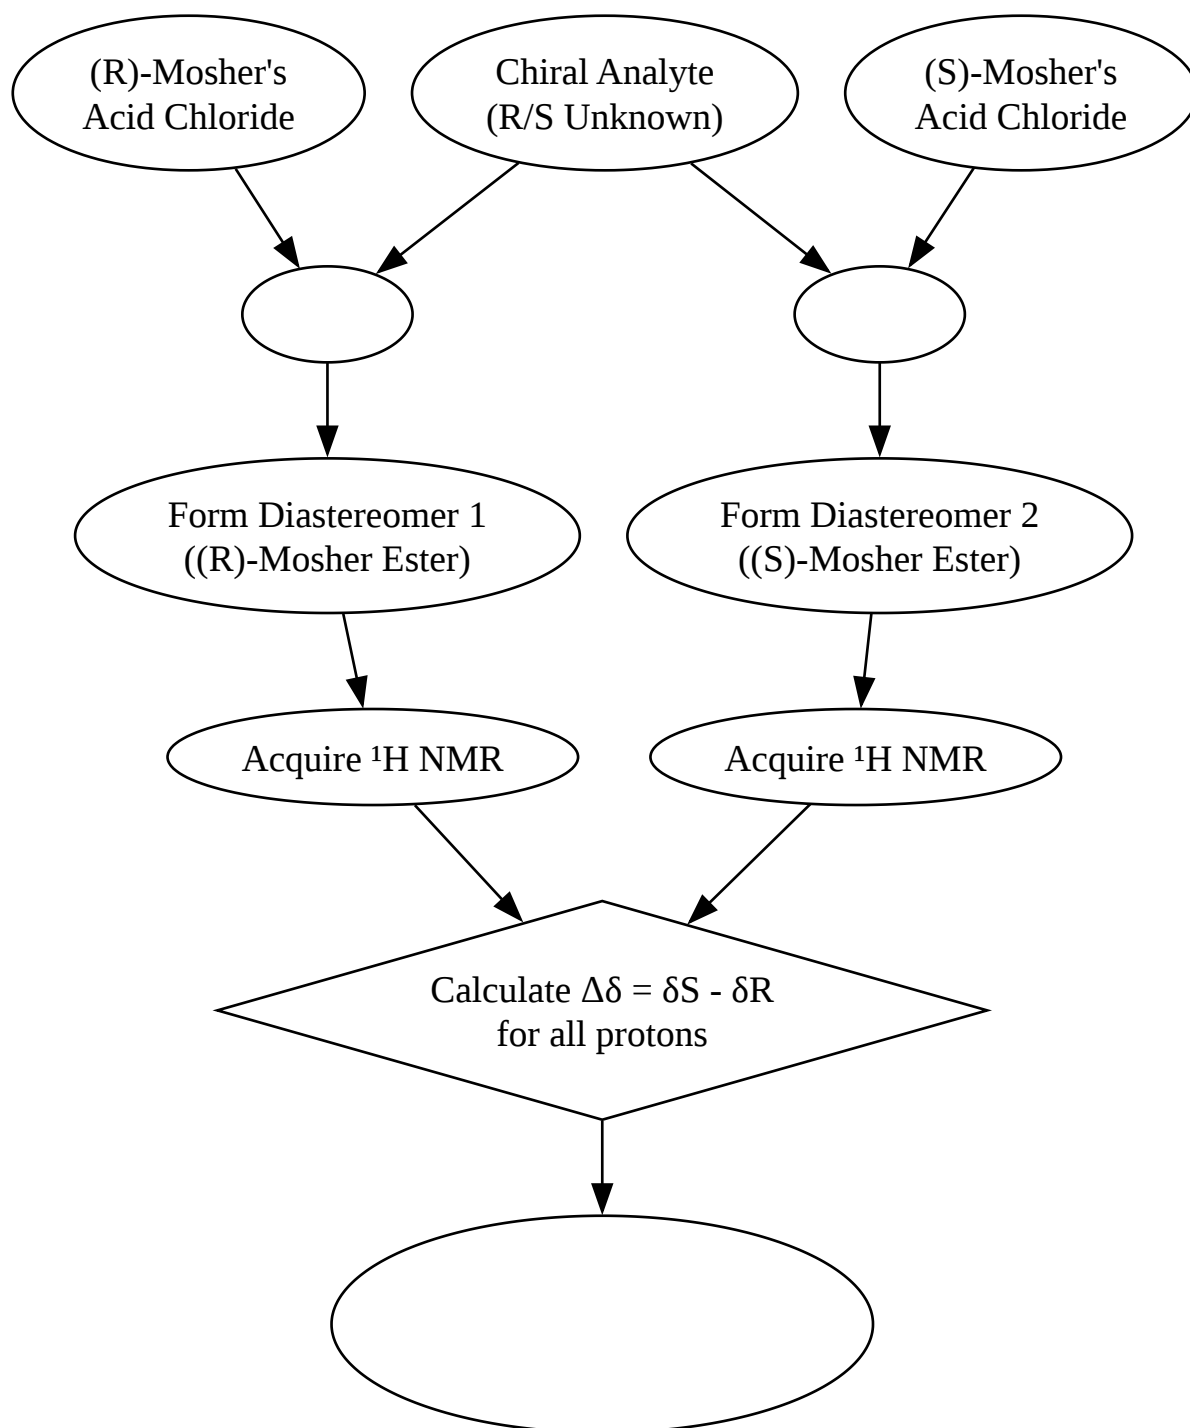 (R)-Mosher's
Acid Chloride
Chiral Analyte
(R/S Unknown)
(S)-Mosher's
Acid Chloride
Form Diastereomer 1
((R)-Mosher Ester)
Form Diastereomer 2
((S)-Mosher Ester)
Acquire ¹H NMR
Acquire ¹H NMR
Calculate Δδ = δS - δR
for all protons